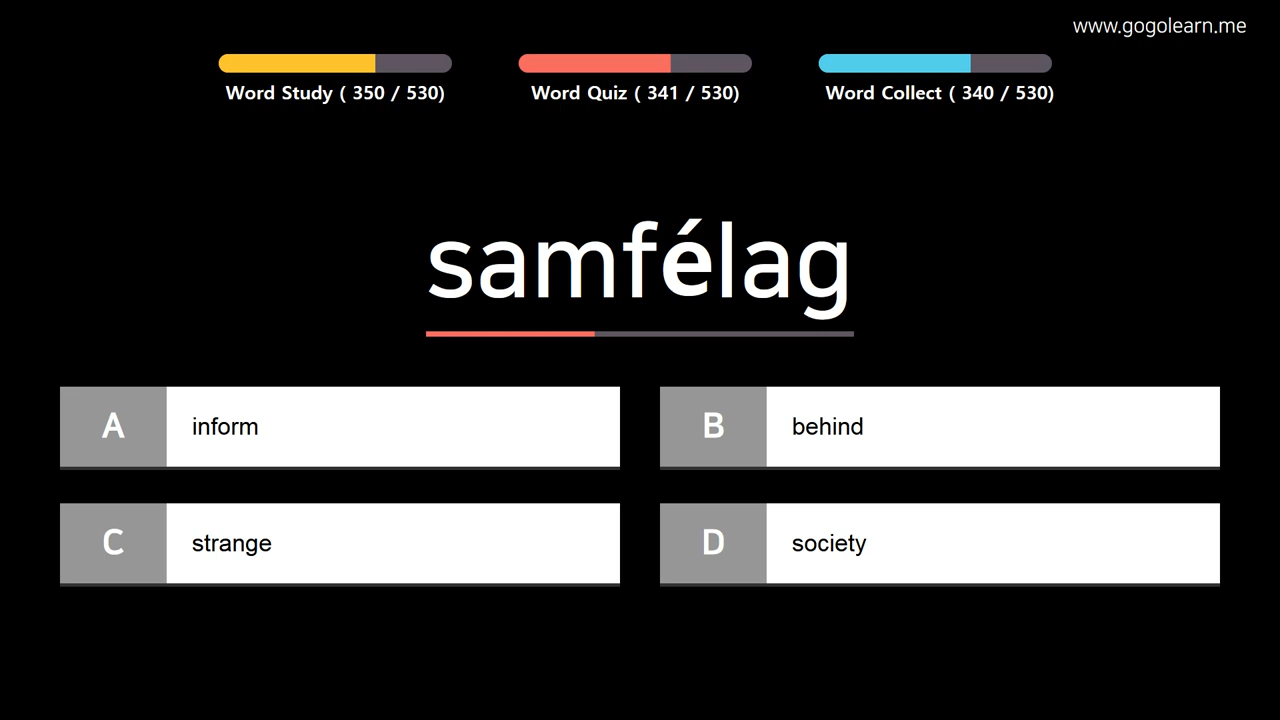 www.gogolearn.me
Word Study ( 350 / 530)
Word Quiz ( 341 / 530)
Word Collect ( 340 / 530)
samfélag
A inform
B behind
C strange
D society